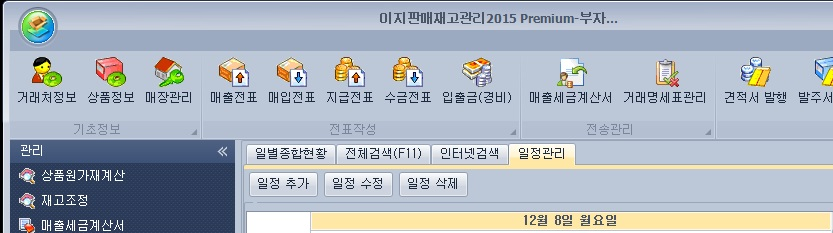 이지판매재고관리2015 Premium-부자...
거래처정보 상품정보 매장관리 매출전표 매입전표 지급전표 수금전표 입출금(경비) 매출세금계산서 거래명세표관리 견적서 발행 발주서
기초정보 전표작성 전송관리
관리 «
일별종합현황 전체검색(F11) 인터넷검색 일정관리
상품원가재계산
일정 추가 일정 수정 일정 삭제
재고조정
매출세금계산서
12월 8일 월요일